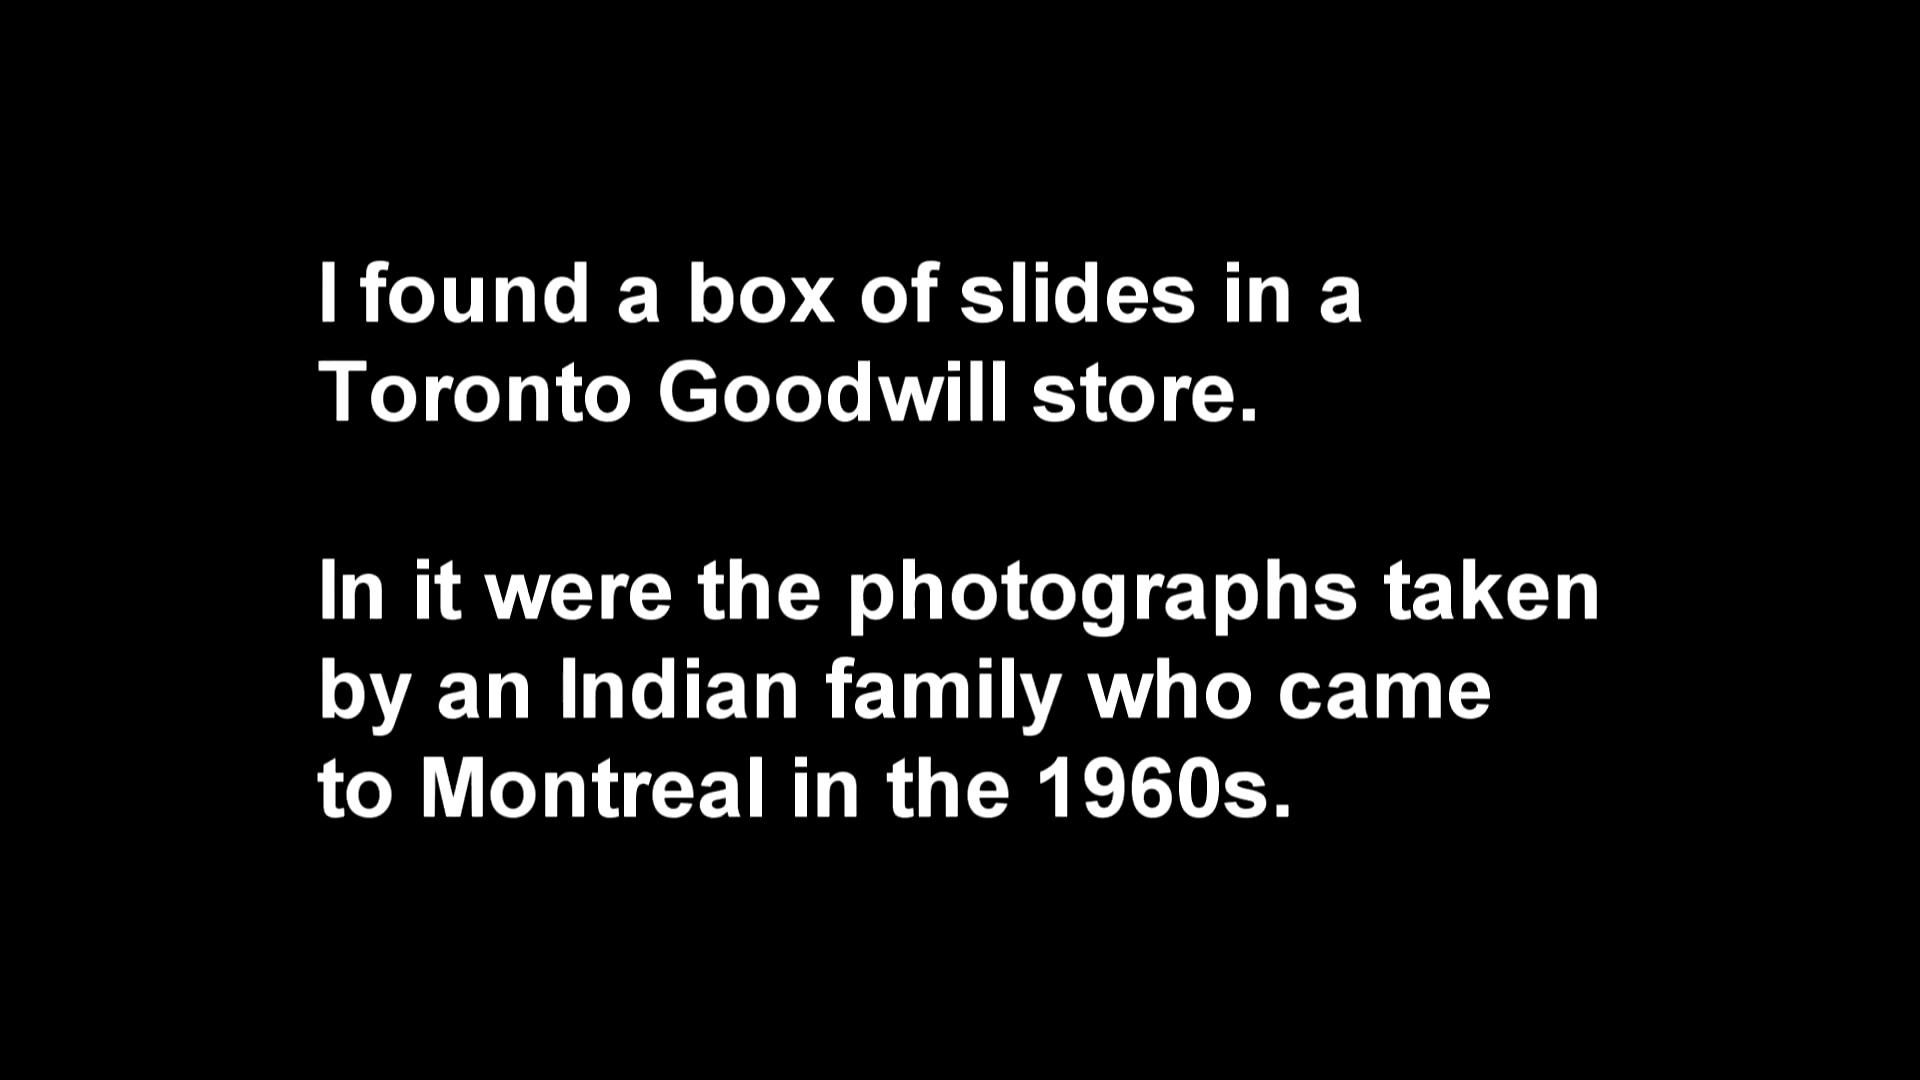 I found a box of slides in a
Toronto Goodwill store.
In it were the photographs taken
by an Indian family who came
to Montreal in the 1960s.